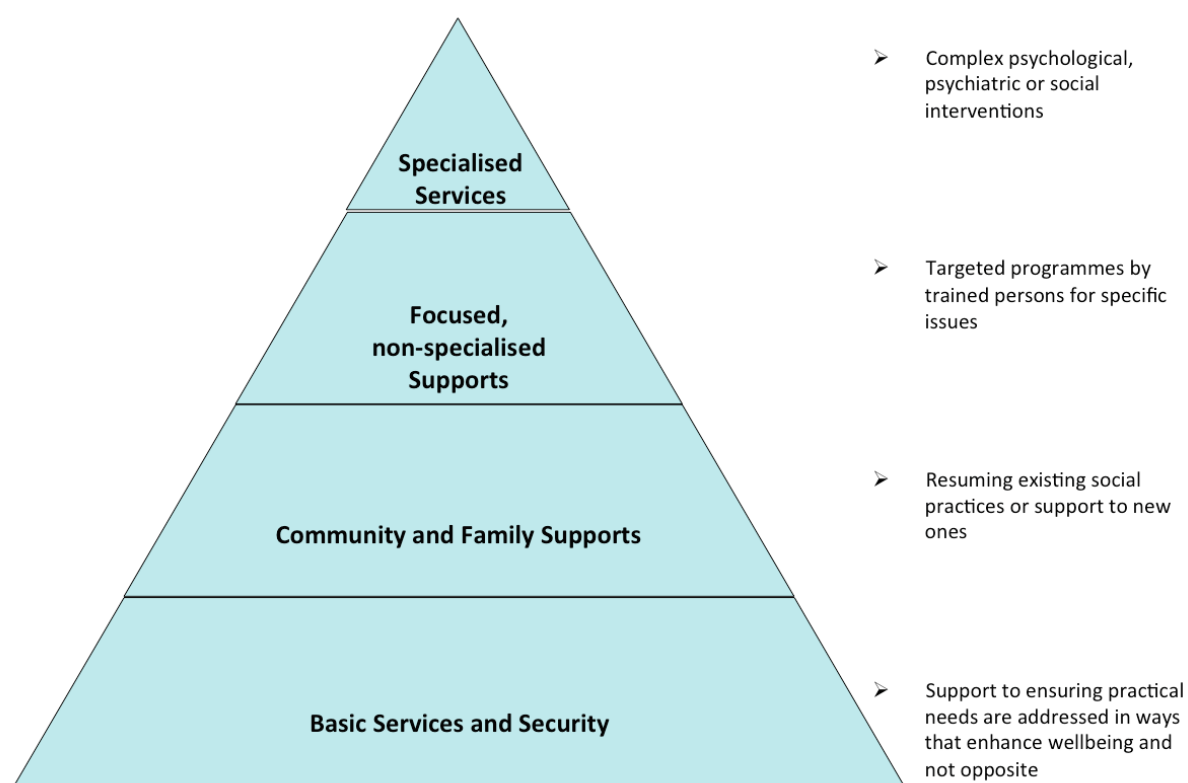 Specialised
Services
➢ Complex psychological,
psychiatric or social
interventions
Focused,
non-specialised
Supports
➢ Targeted programmes by
trained persons for specific
issues
Community and Family Supports
➢ Resuming existing social
practices or support to new
ones
Basic Services and Security
➢ Support to ensuring practical
needs are addressed in ways
that enhance wellbeing and
not opposite